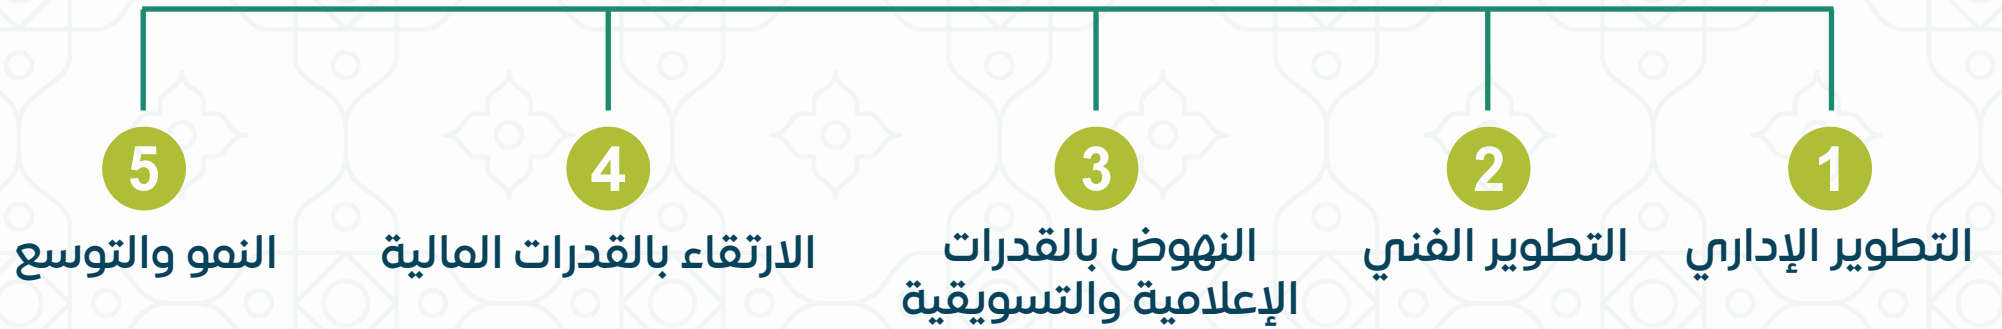 1
التطوير الإداري
2
التطوير الفني
3
النهوض بالقدرات
الإعلامية والتسويقية
4
الارتقاء بالقدرات المالية
5
النمو والتوسع